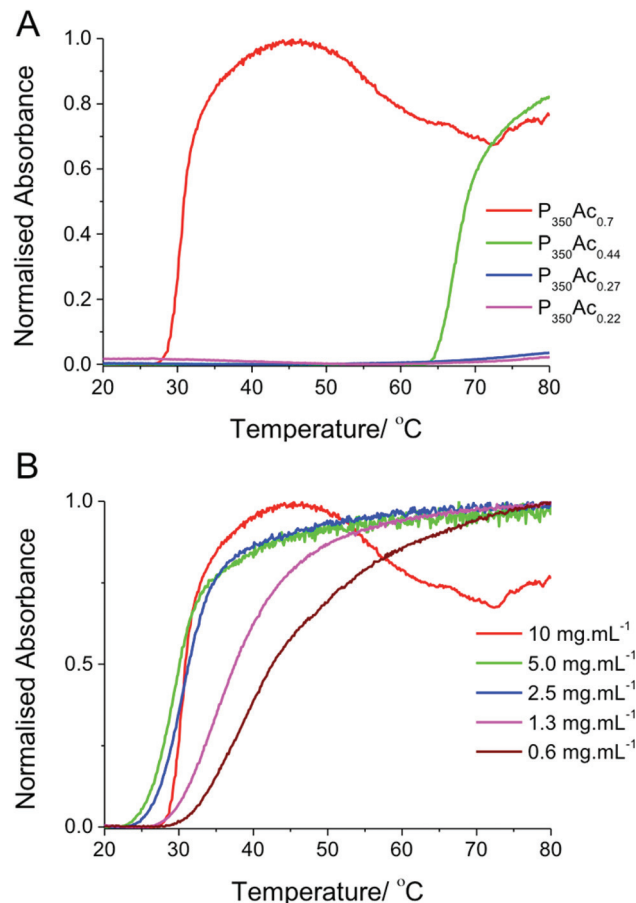 A
Normalised Absorbance
1.0
0.8
0.6
0.4
0.2
0.0
P₃₅₀Ac₀.₇
P₃₅₀Ac₀.₄₄
P₃₅₀Ac₀.₂₇
P₃₅₀Ac₀.₂₂
20 30 40 50 60 70 80
Temperature/ °C
B
Normalised Absorbance
1.0
0.5
0.0
10 mg.mL⁻¹
5.0 mg.mL⁻¹
2.5 mg.mL⁻¹
1.3 mg.mL⁻¹
0.6 mg.mL⁻¹
20 30 40 50 60 70 80
Temperature/ °C